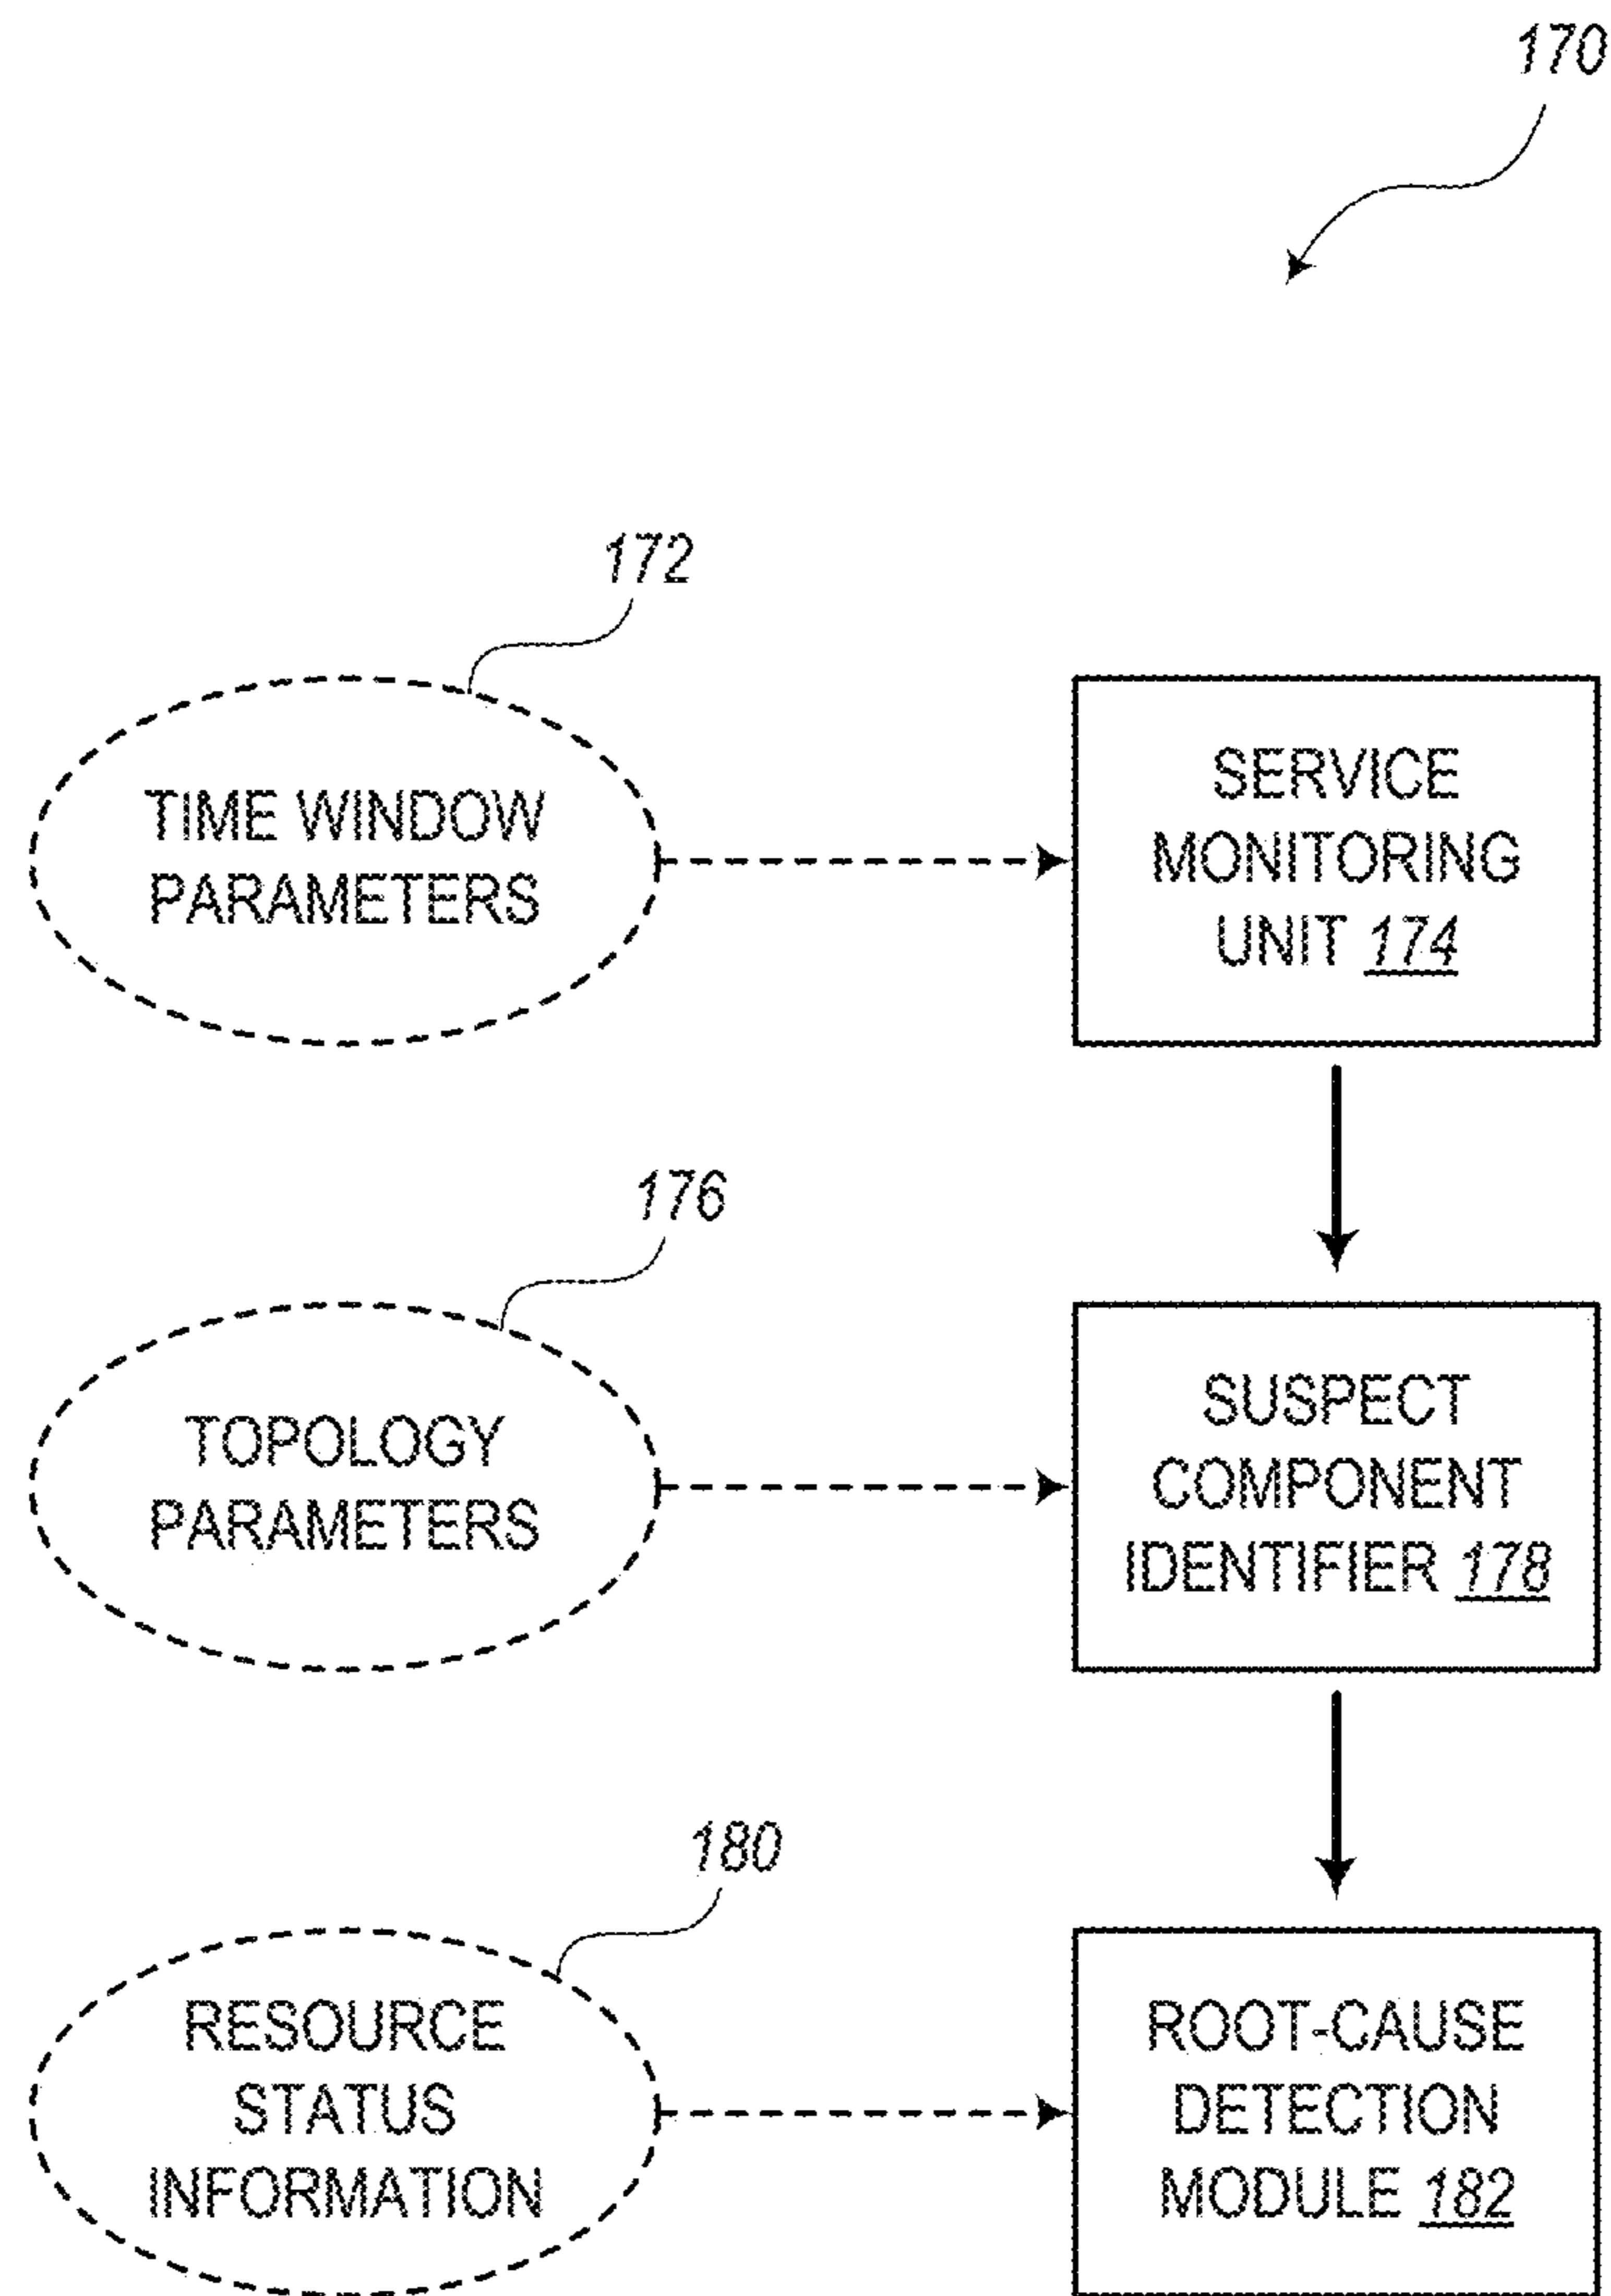 170
172
TIME WINDOW
PARAMETERS
SERVICE
MONITORING
UNIT 174
176
TOPOLOGY
PARAMETERS
SUSPECT
COMPONENT
IDENTIFIER 178
180
RESOURCE
STATUS
INFORMATION
ROOT-CAUSE
DETECTION
MODULE 182